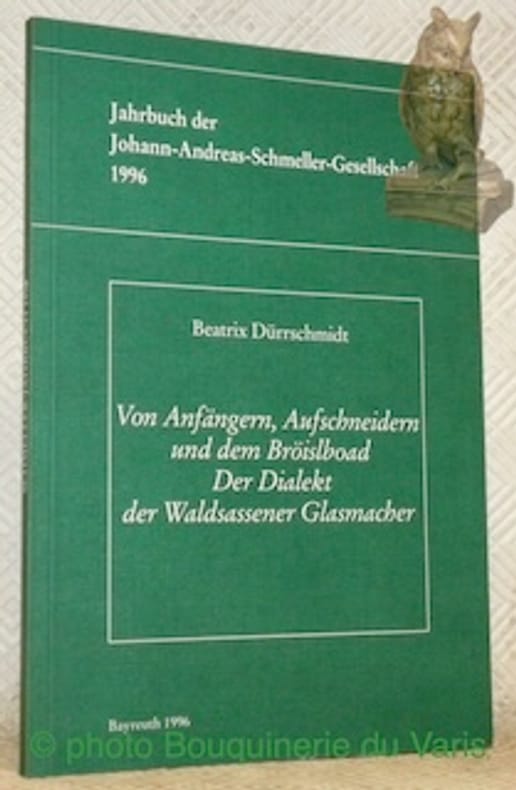 Jahrbuch der
Johann-Andreas-Schmeller-Gesellschaft
1996
Beatrix Dürrschmidt
Von Anfängern, Aufschneidern
und dem Bröislboad
Der Dialekt
der Waldsassener Glasmacher
Bayreuth 1996
© photo Bouquinerie du Varis